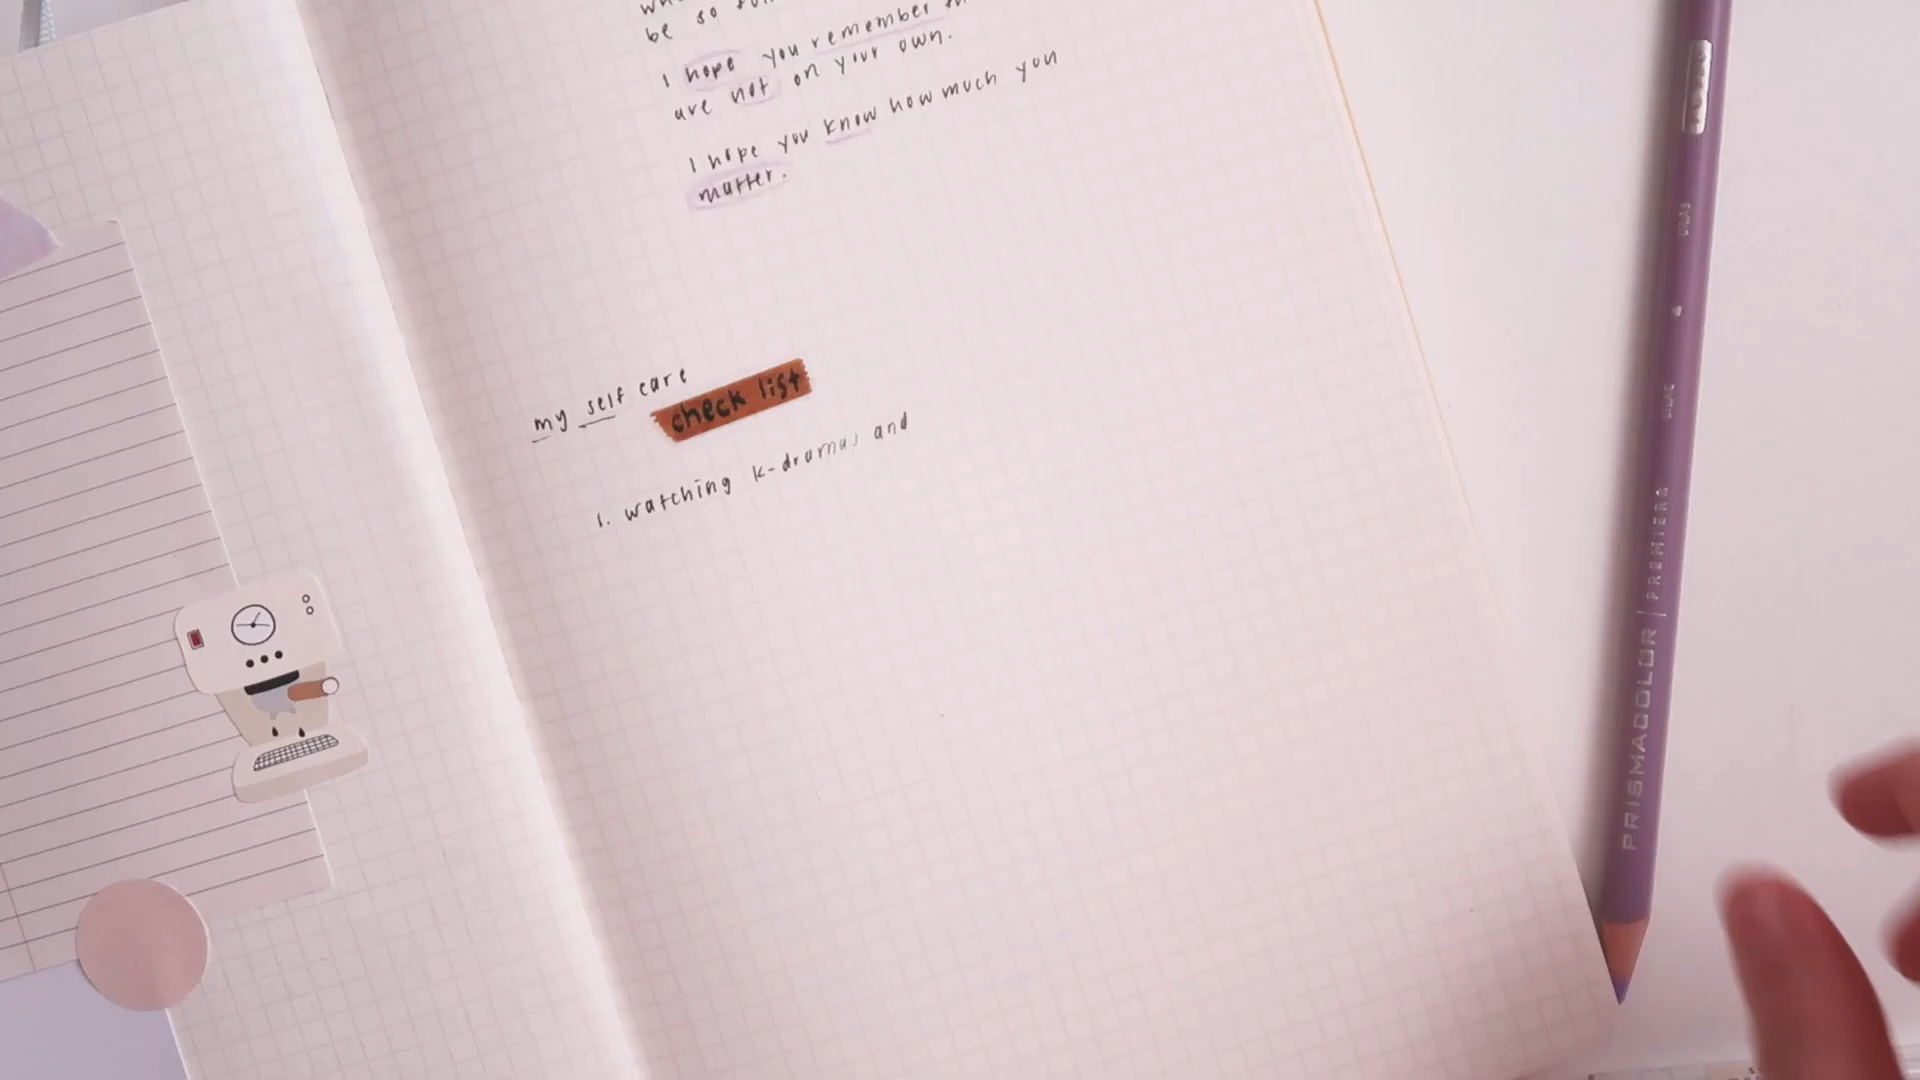 be so
I hope you remember
are not on your own.
I hope you know how much you
matter.
my self care
check list
1. watching k-dramas and
PRISMACOLOR | PREMIER®
LILAC